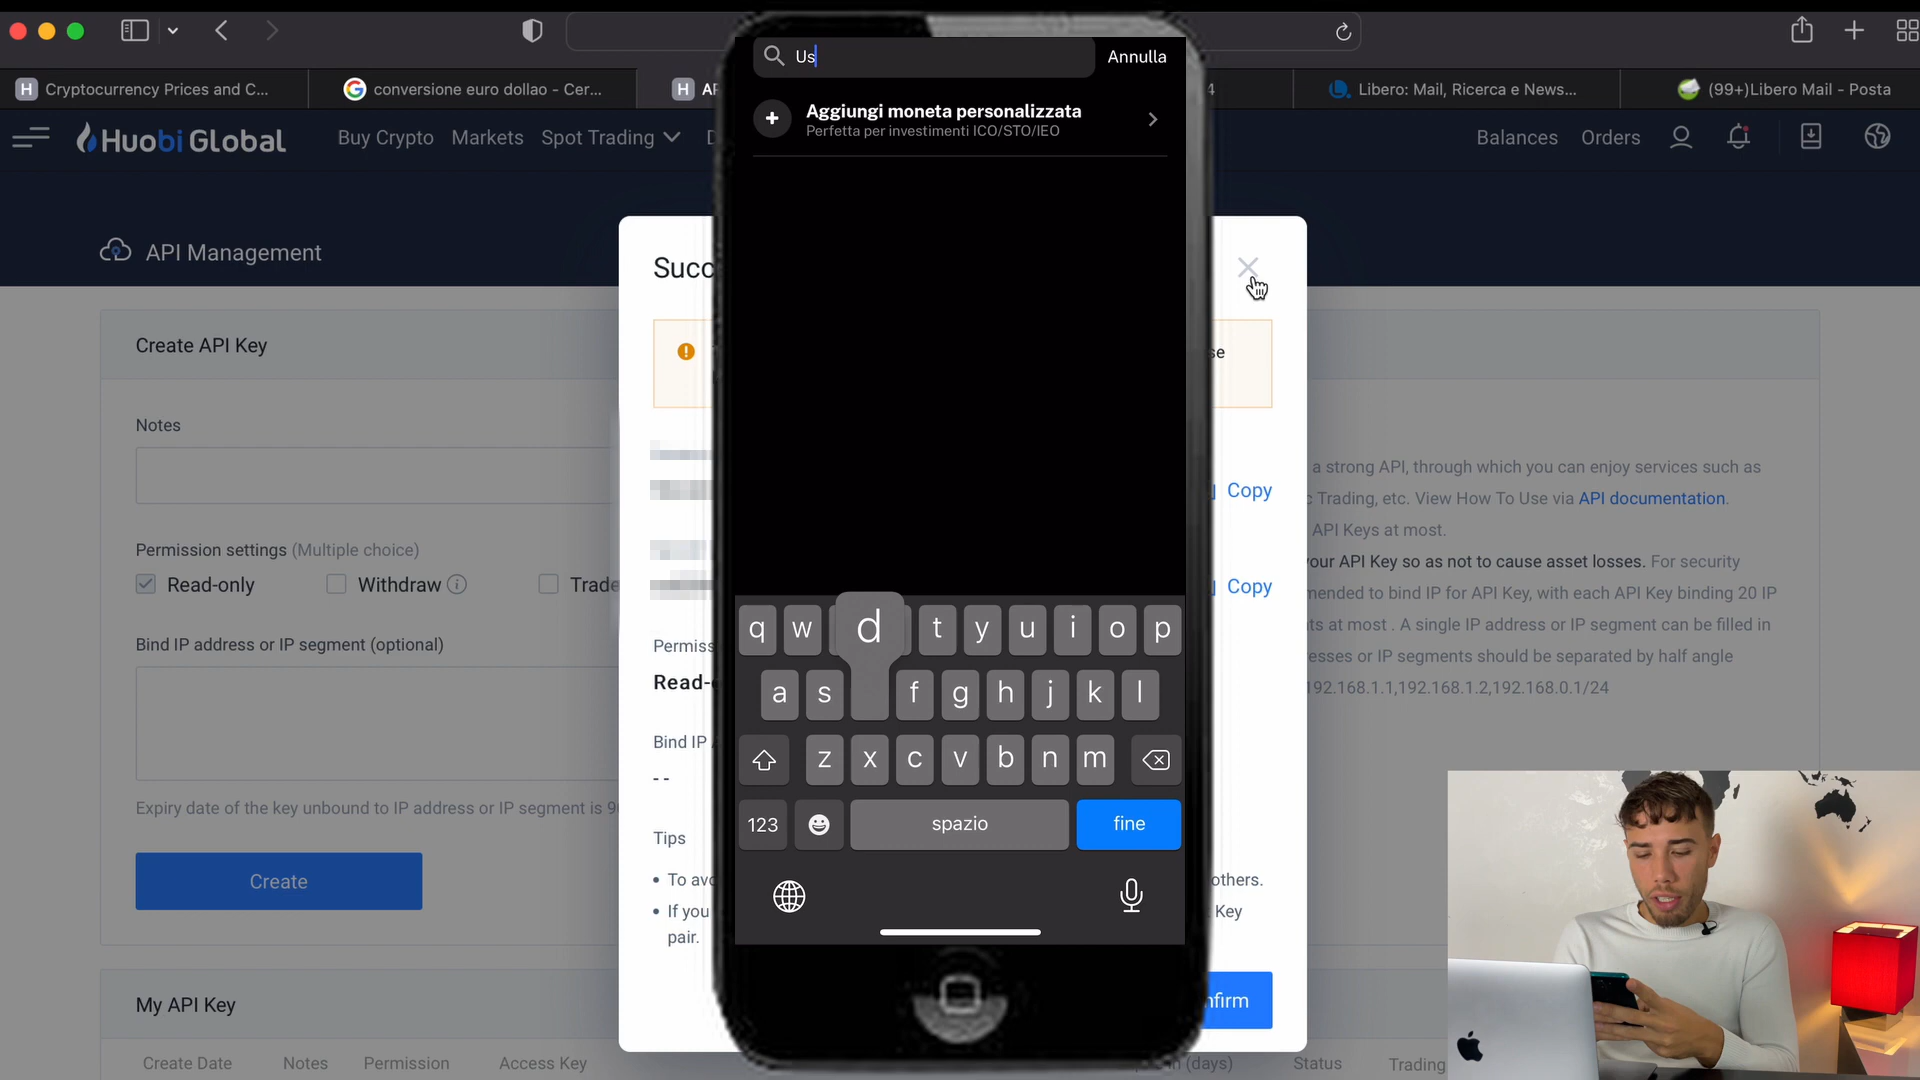 Us
Annulla
Cryptocurrency Prices and C...
conversione euro dollao - Cer...
Libero: Mail, Ricerca e News...
(99+)Libero Mail - Posta
Aggiungi moneta personalizzata
Perfetta per investimenti ICO/STO/IEO
Huobi Global
Buy Crypto
Markets
Spot Trading
Balances
Orders
API Management
Create API Key
Notes
Permission settings (Multiple choice)
Read-only
Withdraw
Trade
Bind IP address or IP segment (optional)
Expiry date of the key unbound to IP address or IP segment is
Create
Copy
Copy
Bind IP
- -
Tips
• To
others.
• If you
Key
pair.
a strong API, through which you can enjoy services such as
Trading, etc. View How To Use via API documentation.
API Keys at most.
your API Key so as not to cause asset losses. For security
to bind IP for API Key, with each API Key binding 20 IP
at most . A single IP address or IP segment can be filled in
or IP segments should be separated by half angle
192.168.1.1,192.168.1.2,192.168.0.1/24
q w d t y u i o p
a s f g h j k l
z x c v b n m
123
spazio
fine
My API Key
Create Date
Notes
Permission
Access Key
(days)
Status
Trading